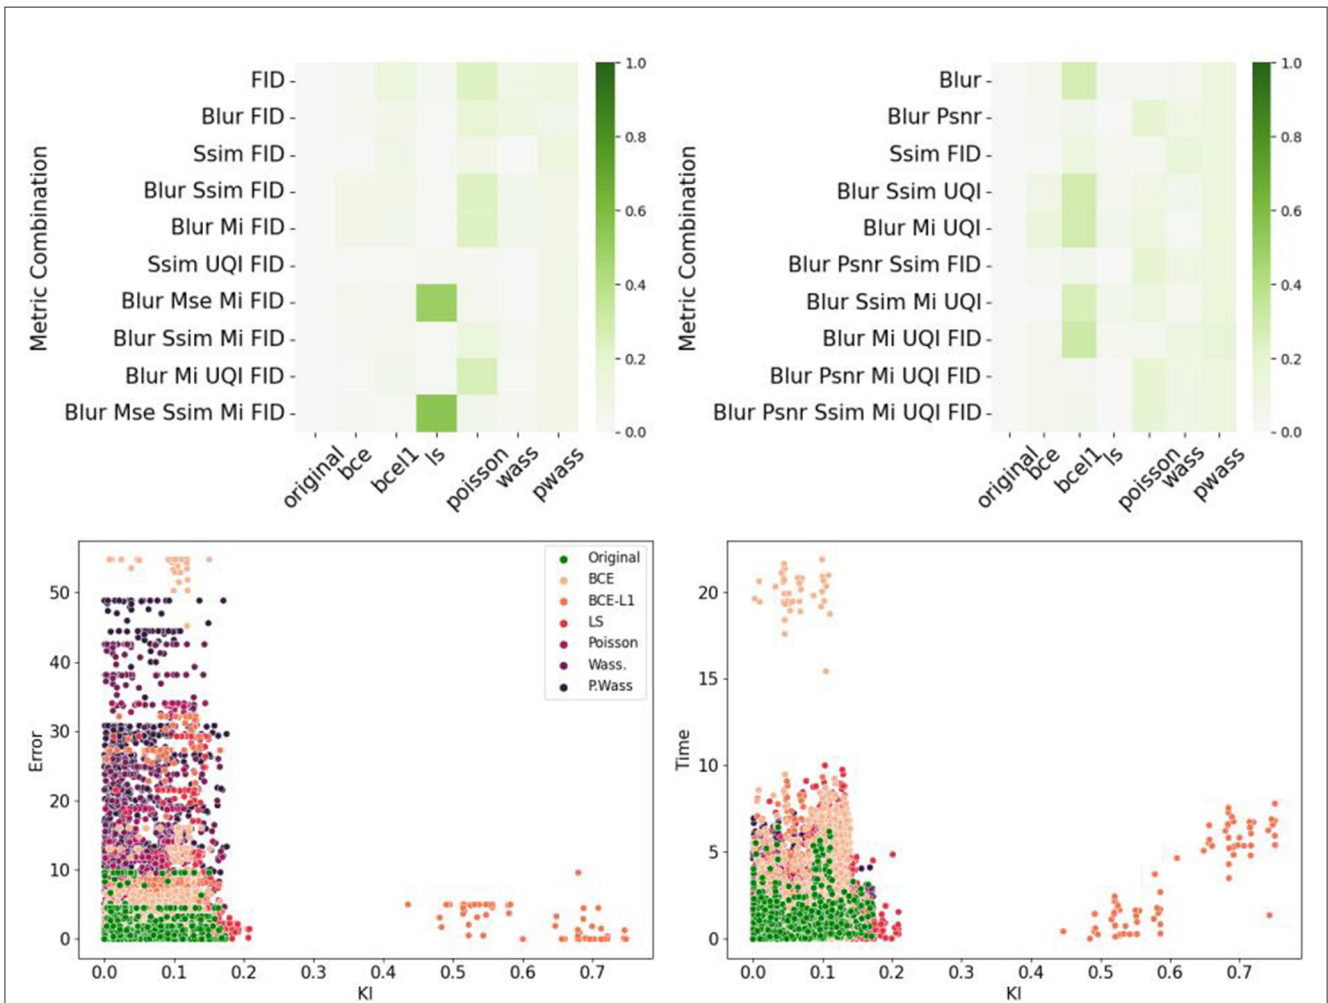 Metric Combination
FID
Blur FID
Ssim FID
Blur Ssim FID
Blur Mi FID
Ssim UQI FID
Blur Mse Mi FID
Blur Ssim Mi FID
Blur Mi UQI FID
Blur Mse Ssim Mi FID
original
bce
bcel1
ls
poisson
wass
pwass
1.0
0.8
0.6
0.4
0.2
0.0
Metric Combination
Blur
Blur Psnr
Ssim FID
Blur Ssim UQI
Blur Mi UQI
Blur Psnr Ssim FID
Blur Ssim Mi UQI
Blur Mi UQI FID
Blur Psnr Mi UQI FID
Blur Psnr Ssim Mi UQI FID
original
bce
bcel1
ls
poisson
wass
pwass
1.0
0.8
0.6
0.4
0.2
0.0
Error
50
40
30
20
10
0
0.0 0.1 0.2 0.3 0.4 0.5 0.6 0.7
KI
Original
BCE
BCE-L1
LS
Poisson
Wass.
P.Wass
Time
20
15
10
5
0
0.0 0.1 0.2 0.3 0.4 0.5 0.6 0.7
KI